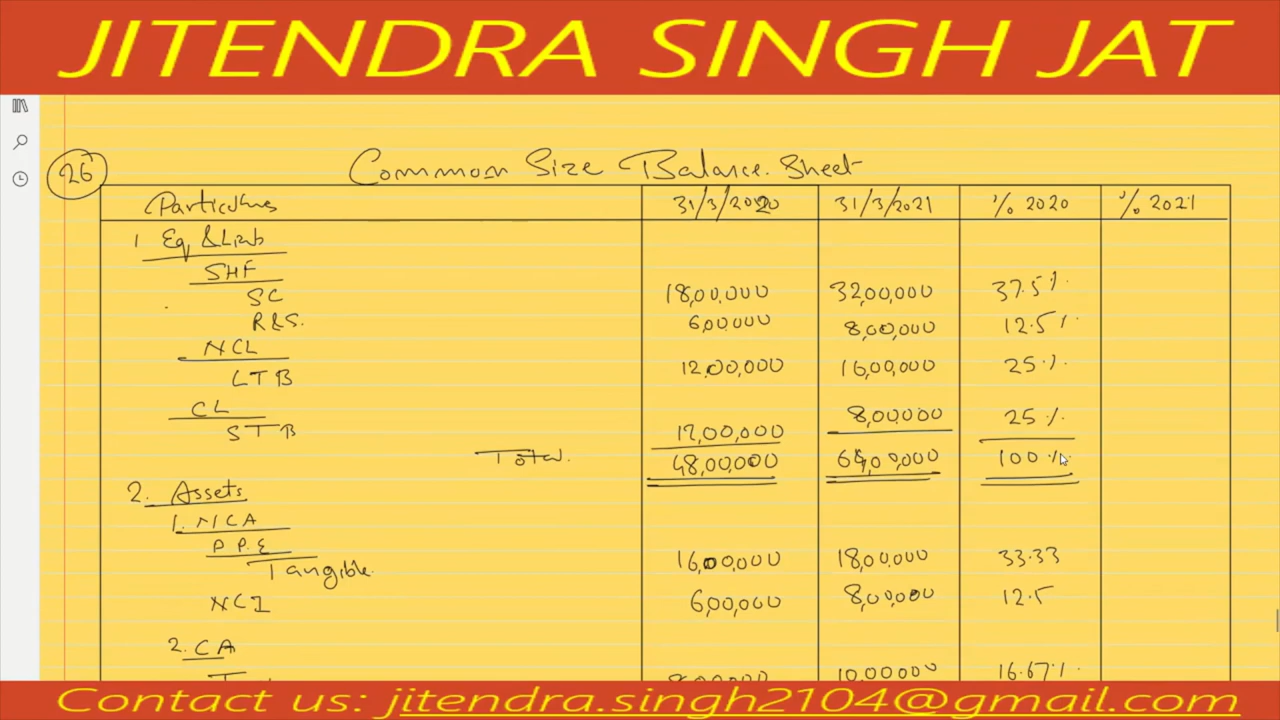 JITENDRA SINGH JAT
26 Common Size Balance Sheet
Particulars 31/3/2020 31/3/2021 % 2020 % 2021
1 Eq & Liab
SHF
SC 18,00,000 32,00,000 37.5%
R&S. 6,00,000 8,00,000 12.5%
NCL
LTB 12,00,000 16,00,000 25%
CL
STB 12,00,000 8,00,000 25%
Total. 48,00,000 64,00,000 100%
2. Assets
1. NCA
P.P.E
Tangible. 16,00,000 18,00,000 33.33
NCI 6,00,000 8,00,000 12.5
2. CA
10,00,000 16.67%
Contact us: jitendra.singh2104@gmail.com